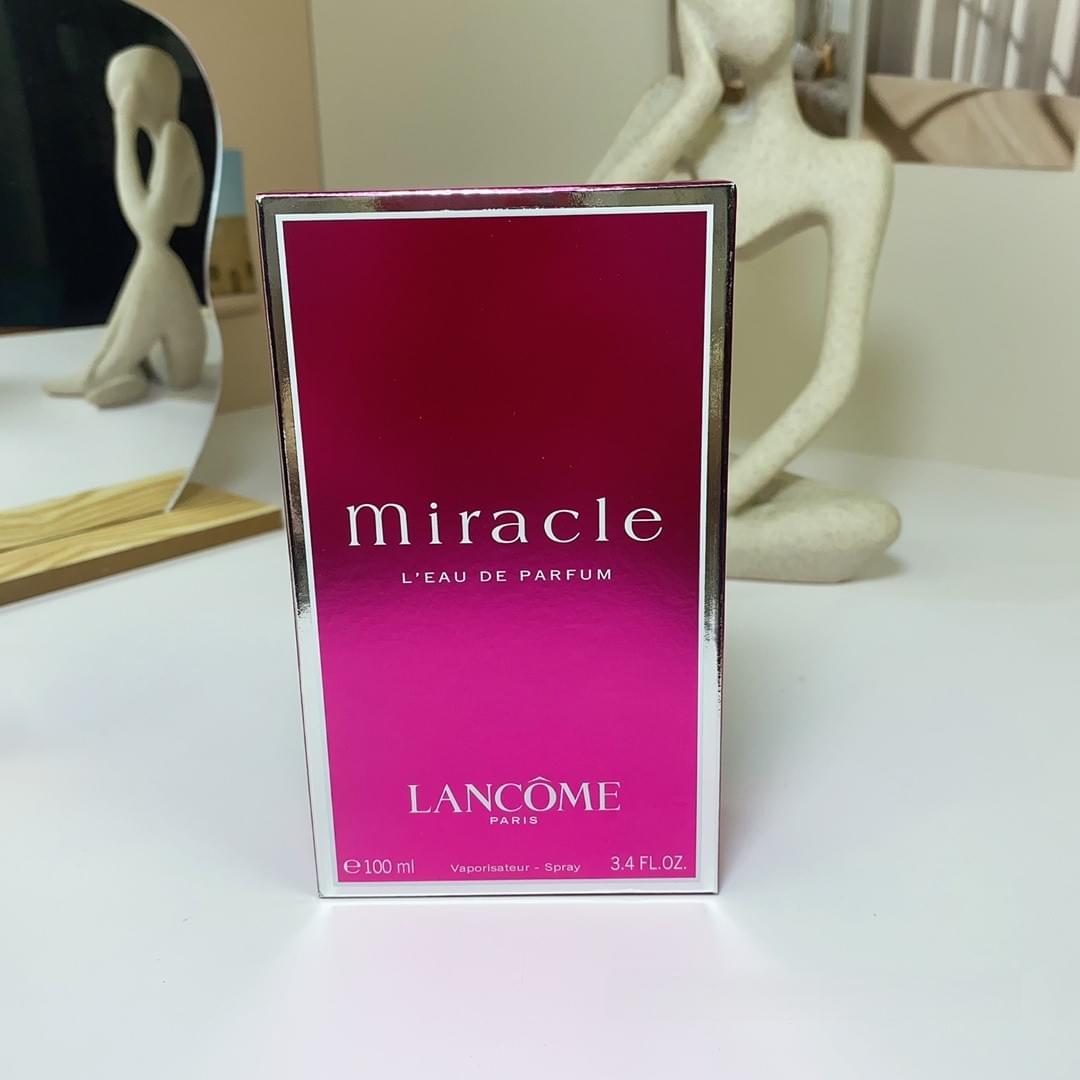 miracle
L'EAU DE PARFUM
LANCÔME
PARIS
℮100 ml Vaporisateur - Spray 3.4 FL.OZ.